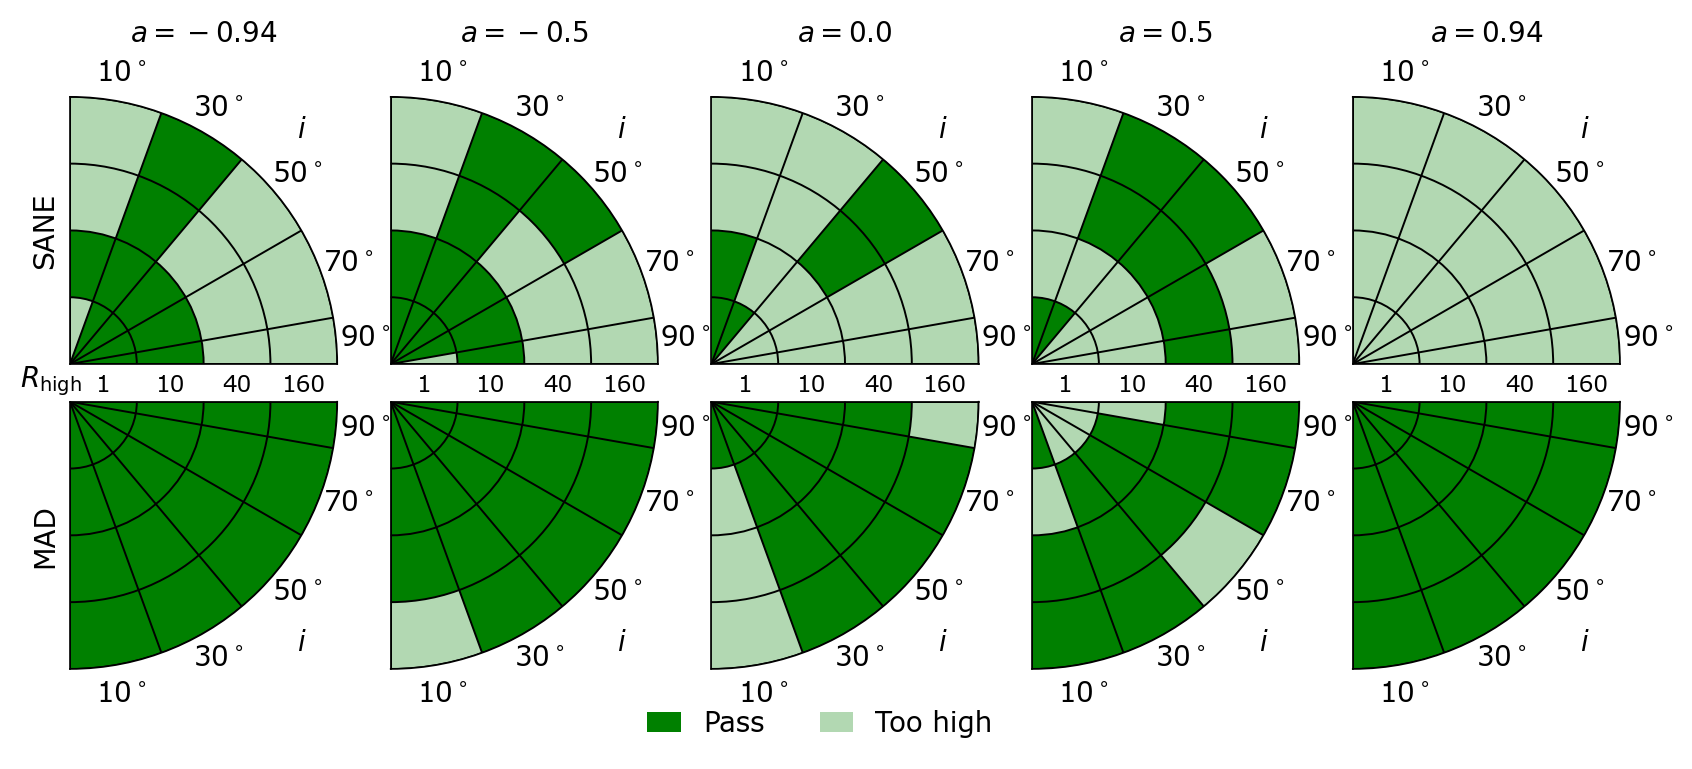 a = −0.94 a = −0.5 a = 0.0 a = 0.5 a = 0.94
10° 10° 10° 10° 10°
30° 30° 30° 30° 30°
i i i i i
50° 50° 50° 50° 50°
SANE
70° 70° 70° 70° 70°
90° 90° 90° 90° 90°
R_high 1 10 40 160 1 10 40 160 1 10 40 160 1 10 40 160 1 10 40 160
90° 90° 90° 90° 90°
70° 70° 70° 70° 70°
MAD
50° 50° 50° 50° 50°
i i i i i
30° 30° 30° 30° 30°
10° 10° 10° 10° 10°
Pass Too high